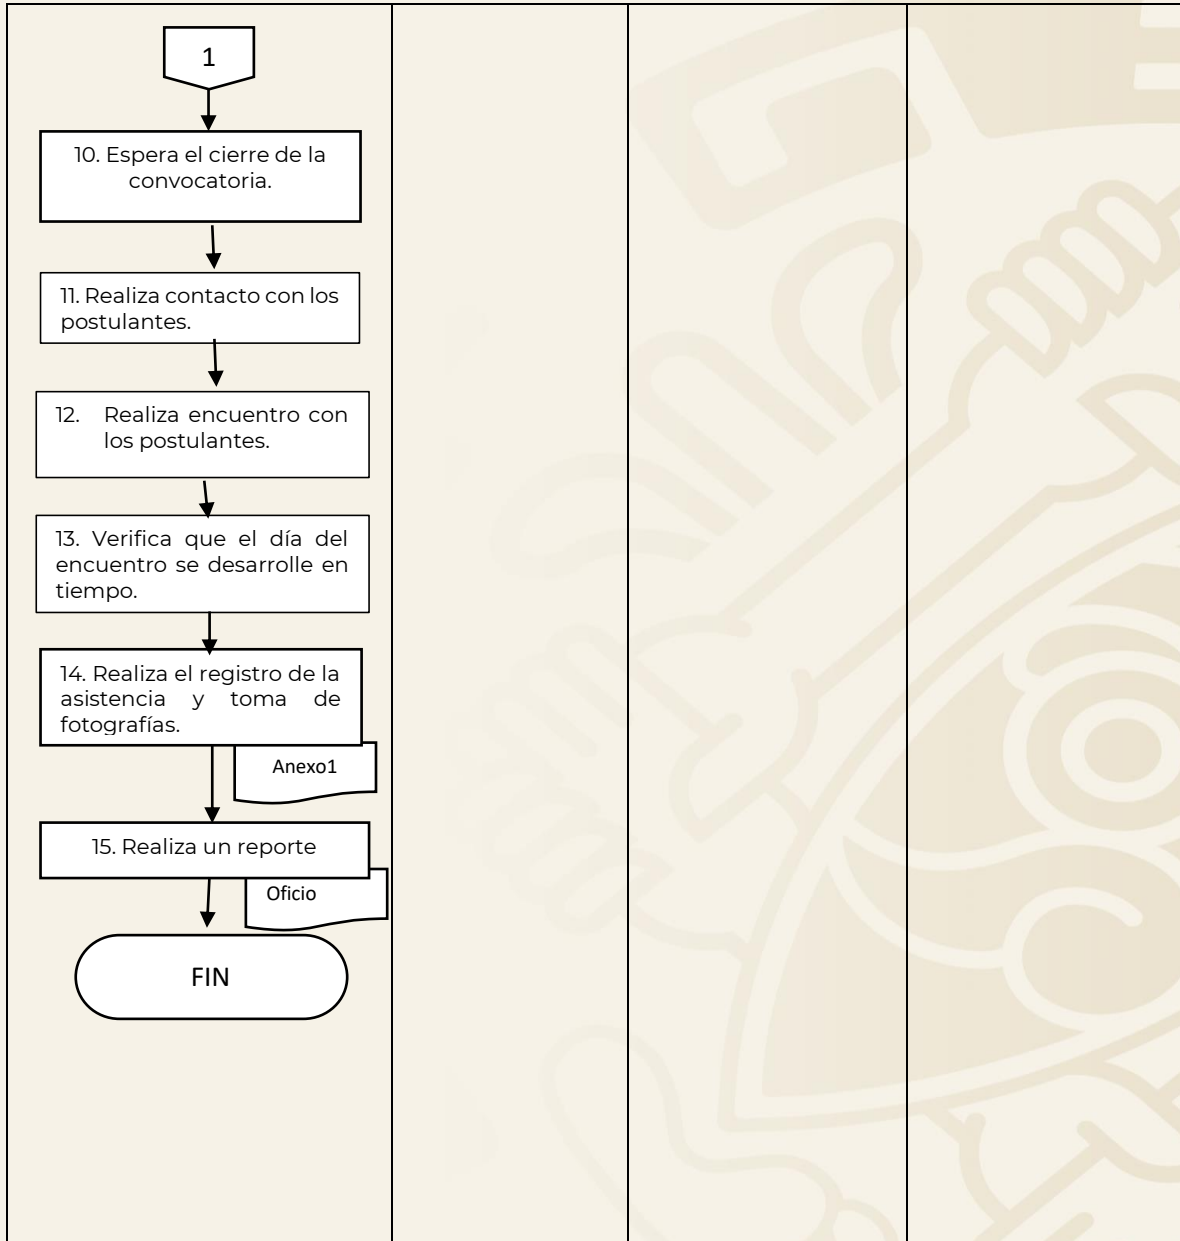 1
10. Espera el cierre de la
convocatoria.
11. Realiza contacto con los
postulantes.
12. Realiza encuentro con
los postulantes.
13. Verifica que el día del
encuentro se desarrolle en
tiempo.
14. Realiza el registro de la
asistencia y toma de
fotografías.
Anexo1
15. Realiza un reporte
Oficio
FIN